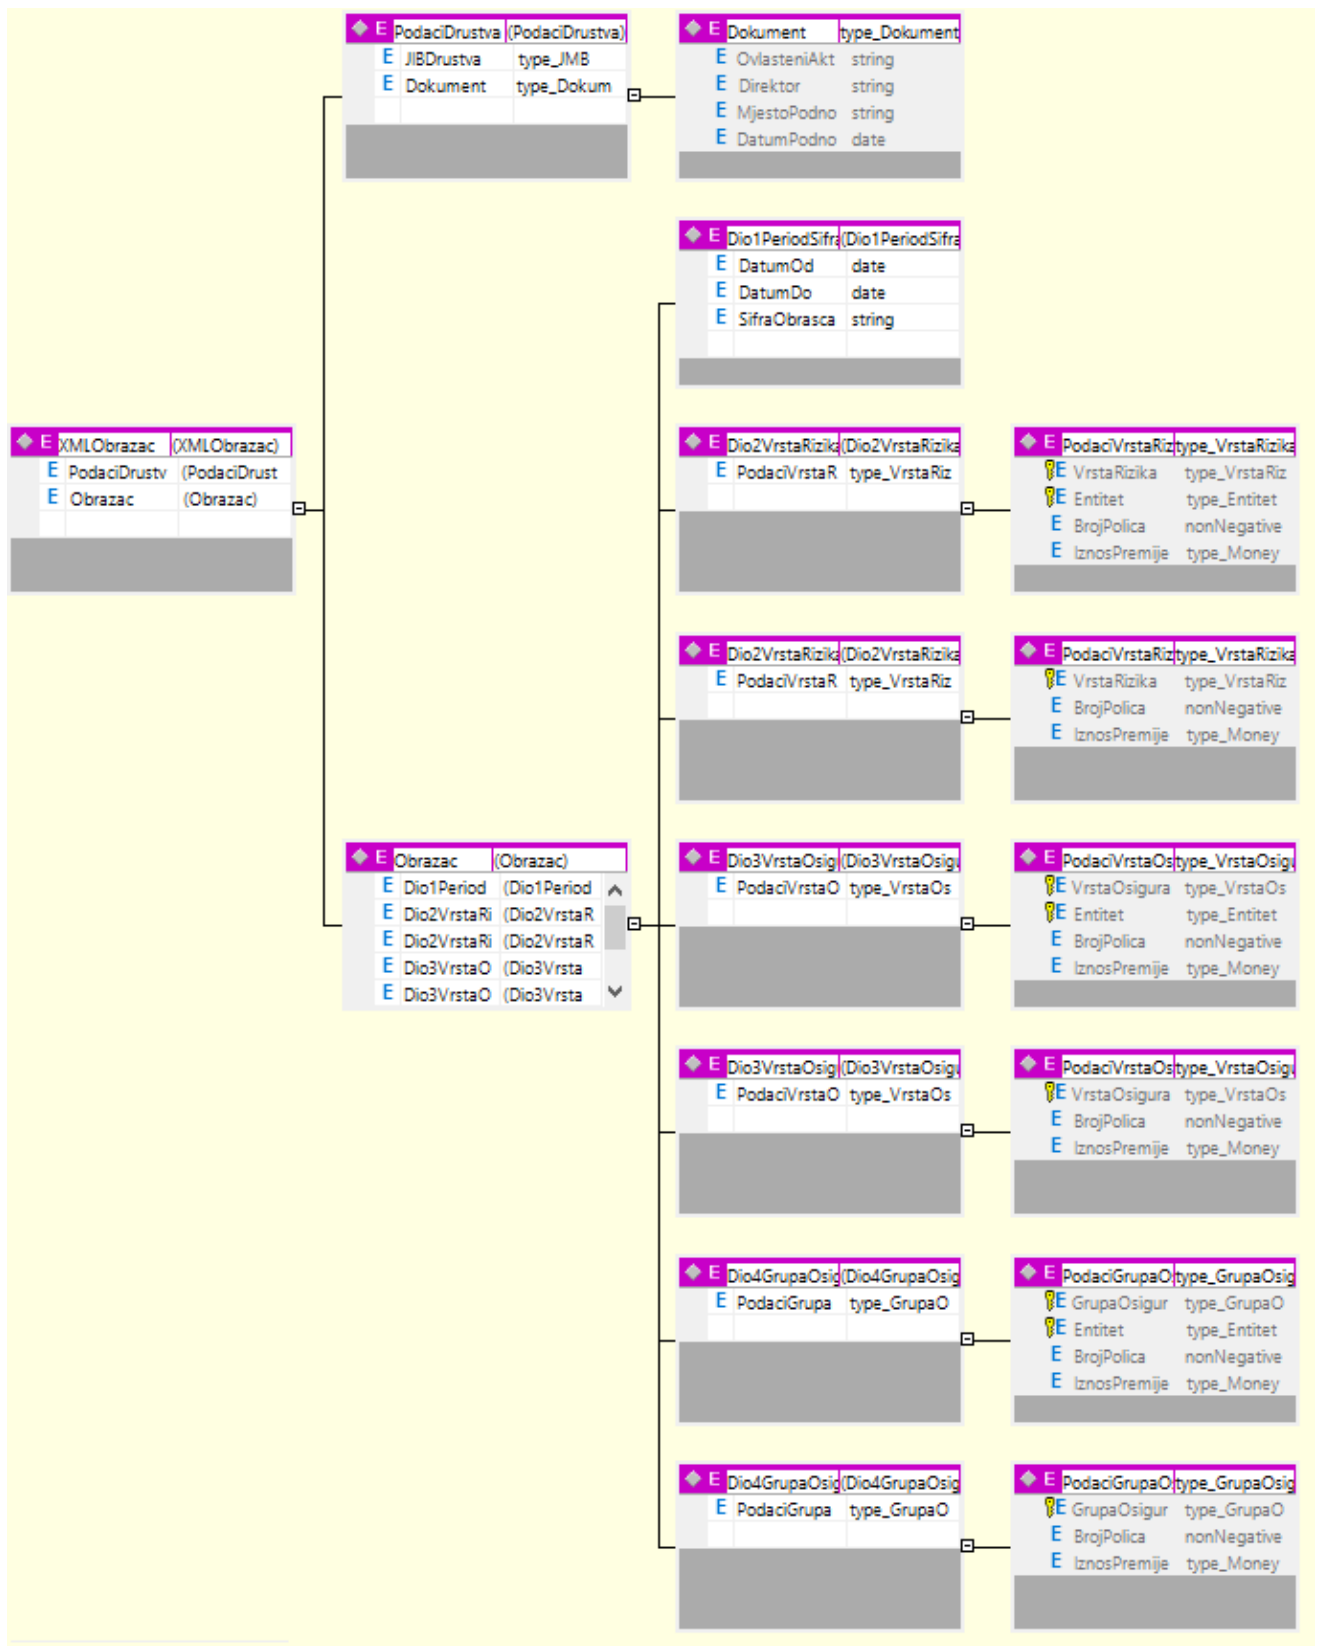 E PodaciDrustva (PodaciDrustva)
E JIBDrustva type_JMB
E Dokument type_Dokum
E Dokument type_Dokument
E OvlasteniAkt string
E Direktor string
E MjestoPodno string
E DatumPodno date
E Dio1PeriodSifra (Dio1PeriodSifra
E DatumOd date
E DatumDo date
E SifraObrasca string
E XMLObrazac (XMLObrazac)
E PodaciDrustv (PodaciDrust
E Obrazac (Obrazac)
E Dio2VrstaRizika (Dio2VrstaRizika
E PodaciVrstaR type_VrstaRiz
E PodaciVrstaRiz type_VrstaRizika
E VrstaRizika type_VrstaRiz
E Entitet type_Entitet
E BrojPolica nonNegative
E IznosPremije type_Money
E Dio2VrstaRizika (Dio2VrstaRizika
E PodaciVrstaR type_VrstaRiz
E PodaciVrstaRiz type_VrstaRizika
E VrstaRizika type_VrstaRiz
E BrojPolica nonNegative
E IznosPremije type_Money
E Obrazac (Obrazac)
E Dio1Period (Dio1Period
E Dio2VrstaRi (Dio2VrstaR
E Dio2VrstaRi (Dio2VrstaR
E Dio3VrstaO (Dio3Vrsta
E Dio3VrstaO (Dio3Vrsta
E Dio3VrstaOsigu (Dio3VrstaOsigu
E PodaciVrstaO type_VrstaOs
E PodaciVrstaOs type_VrstaOsigu
E VrstaOsigura type_VrstaOs
E Entitet type_Entitet
E BrojPolica nonNegative
E IznosPremije type_Money
E Dio3VrstaOsig (Dio3VrstaOsigu
E PodaciVrstaO type_VrstaOs
E PodaciVrstaOs type_VrstaOsigu
E VrstaOsigura type_VrstaOs
E BrojPolica nonNegative
E IznosPremije type_Money
E Dio4GrupaOsig (Dio4GrupaOsig
E PodaciGrupa type_GrupaO
E PodaciGrupaO type_GrupaOsig
E GrupaOsigur type_GrupaO
E Entitet type_Entitet
E BrojPolica nonNegative
E IznosPremije type_Money
E Dio4GrupaOsig (Dio4GrupaOsig
E PodaciGrupa type_GrupaO
E PodaciGrupaO type_GrupaOsig
E GrupaOsigur type_GrupaO
E BrojPolica nonNegative
E IznosPremije type_Money